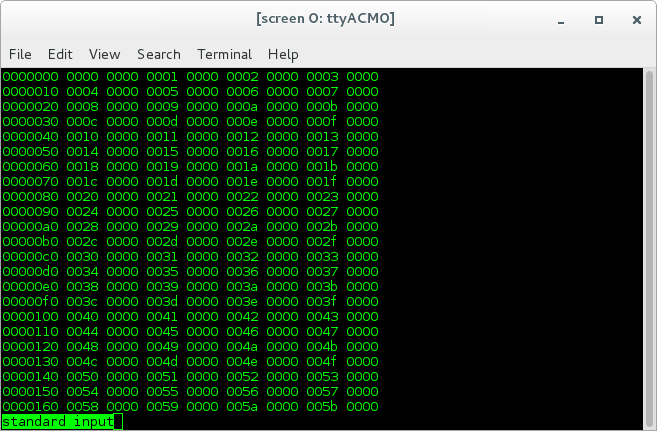 [screen 0: ttyACM0]
File Edit View Search Terminal Help
0000000 0000 0000 0001 0000 0002 0000 0003 0000
0000010 0004 0000 0005 0000 0006 0000 0007 0000
0000020 0008 0000 0009 0000 000a 0000 000b 0000
0000030 000c 0000 000d 0000 000e 0000 000f 0000
0000040 0010 0000 0011 0000 0012 0000 0013 0000
0000050 0014 0000 0015 0000 0016 0000 0017 0000
0000060 0018 0000 0019 0000 001a 0000 001b 0000
0000070 001c 0000 001d 0000 001e 0000 001f 0000
0000080 0020 0000 0021 0000 0022 0000 0023 0000
0000090 0024 0000 0025 0000 0026 0000 0027 0000
00000a0 0028 0000 0029 0000 002a 0000 002b 0000
00000b0 002c 0000 002d 0000 002e 0000 002f 0000
00000c0 0030 0000 0031 0000 0032 0000 0033 0000
00000d0 0034 0000 0035 0000 0036 0000 0037 0000
00000e0 0038 0000 0039 0000 003a 0000 003b 0000
00000f0 003c 0000 003d 0000 003e 0000 003f 0000
0000100 0040 0000 0041 0000 0042 0000 0043 0000
0000110 0044 0000 0045 0000 0046 0000 0047 0000
0000120 0048 0000 0049 0000 004a 0000 004b 0000
0000130 004c 0000 004d 0000 004e 0000 004f 0000
0000140 0050 0000 0051 0000 0052 0000 0053 0000
0000150 0054 0000 0055 0000 0056 0000 0057 0000
0000160 0058 0000 0059 0000 005a 0000 005b 0000
standard input